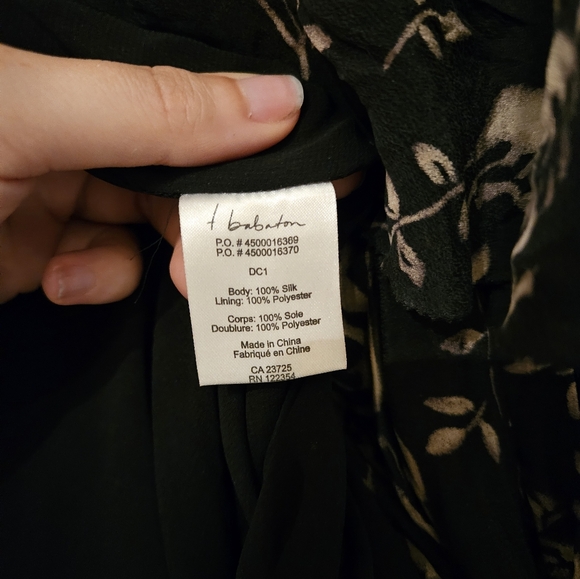 babaton
P.O. # 4500016369
P.O. # 4500016370
DC1
Body: 100% Silk
Lining: 100% Polyester
Corps: 100% Soie
Doublure: 100% Polyester
Made in China
Fabriqué en Chine
CA 23725
RN 122354